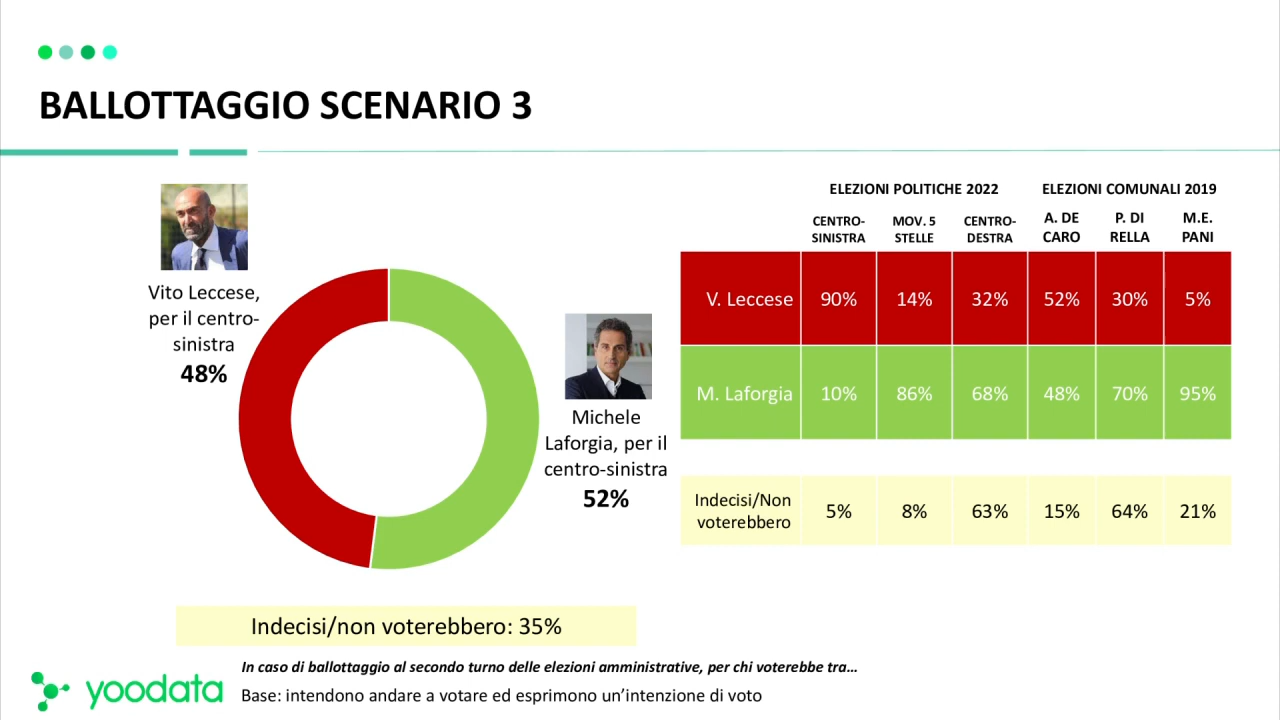 BALLOTTAGGIO SCENARIO 3
Vito Leccese,
per il centro-
sinistra
48%
Michele
Laforgia, per il
centro-sinistra
52%
ELEZIONI POLITICHE 2022 ELEZIONI COMUNALI 2019
CENTRO-
SINISTRA
MOV. 5
STELLE
CENTRO-
DESTRA
A. DE
CARO
P. DI
RELLA
M.E.
PANI
V. Leccese 90% 14% 32% 52% 30% 5%
M. Laforgia 10% 86% 68% 48% 70% 95%
Indecisi/Non
voterebbero
5% 8% 63% 15% 64% 21%
Indecisi/non voterebbero: 35%
In caso di ballottaggio al secondo turno delle elezioni amministrative, per chi voterebbe tra…
yoodata
Base: intendono andare a votare ed esprimono un’intenzione di voto